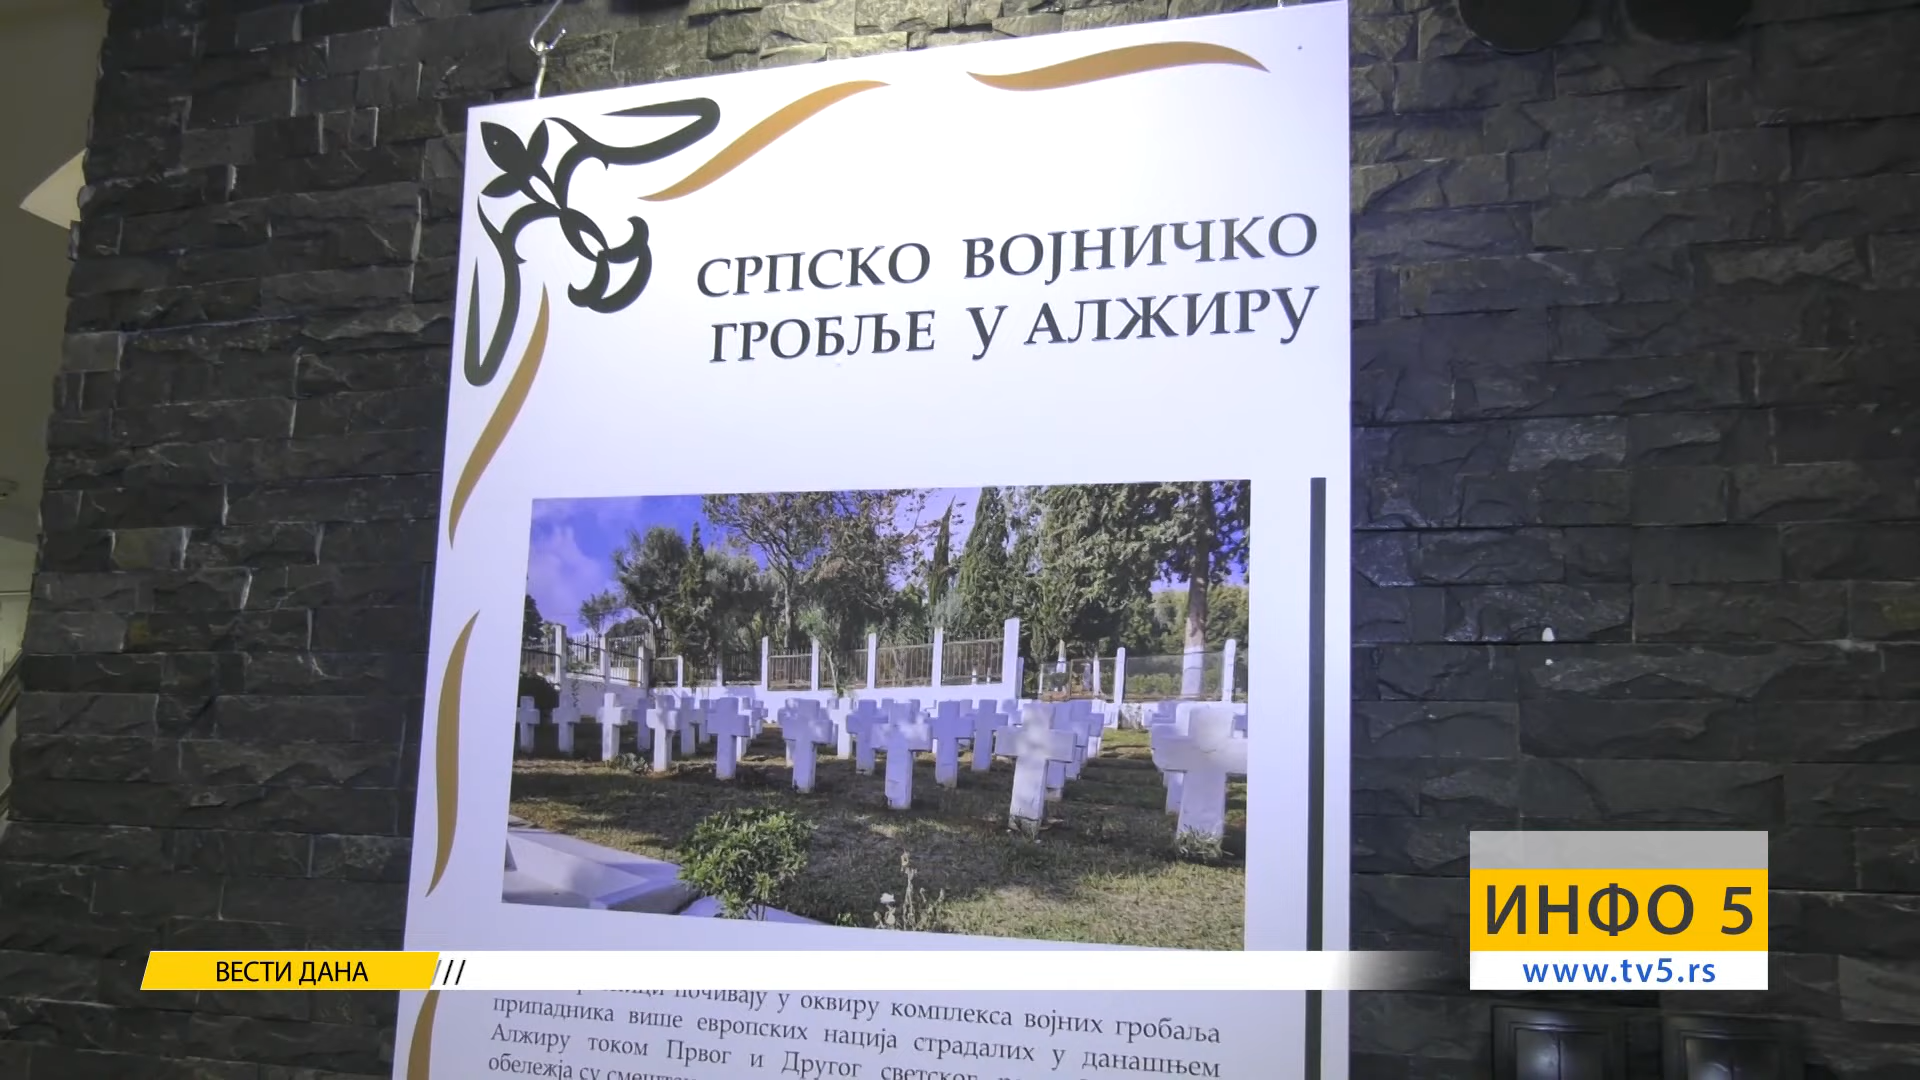 СРПСКО ВОЈНИЧКО
ГРОБЉЕ У АЛЖИРУ
ИНФО 5
www.tv5.rs
ВЕСТИ ДАНА
почивају у оквиру комплекса војних гробаља
припадника више европских нација страдалих у данашњем
Алжиру током Првог и Другог светског
обележја су